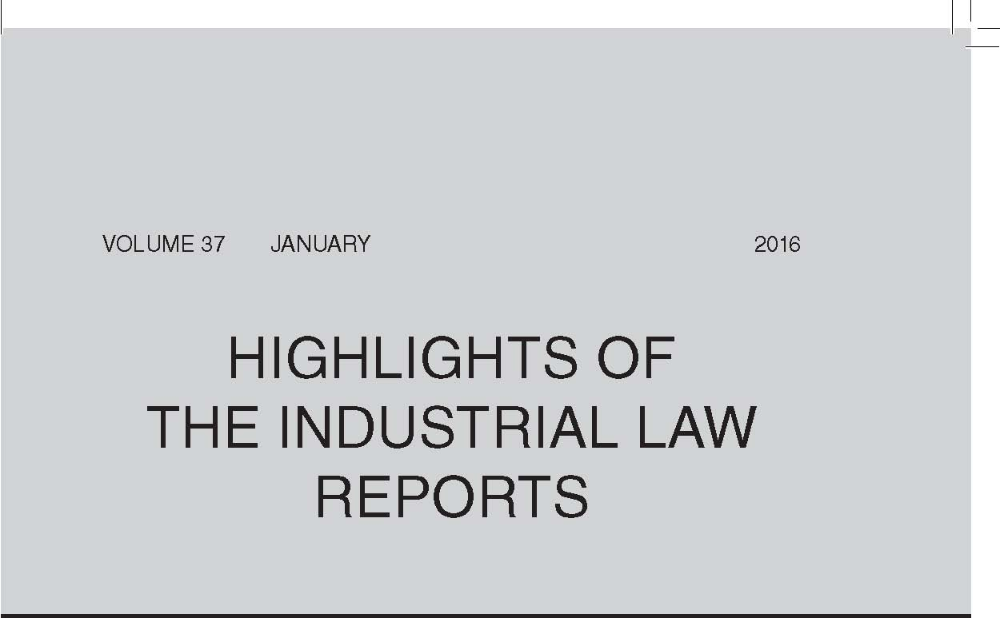 VOLUME 37 JANUARY 2016
HIGHLIGHTS OF
THE INDUSTRIAL LAW
REPORTS